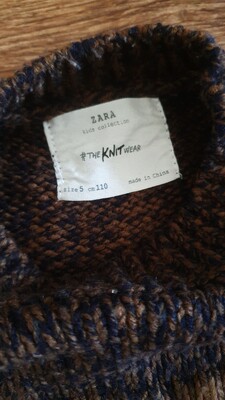 ZARA
kids collection
#THE KNIT WEAR
size 5 cm 110
made in China